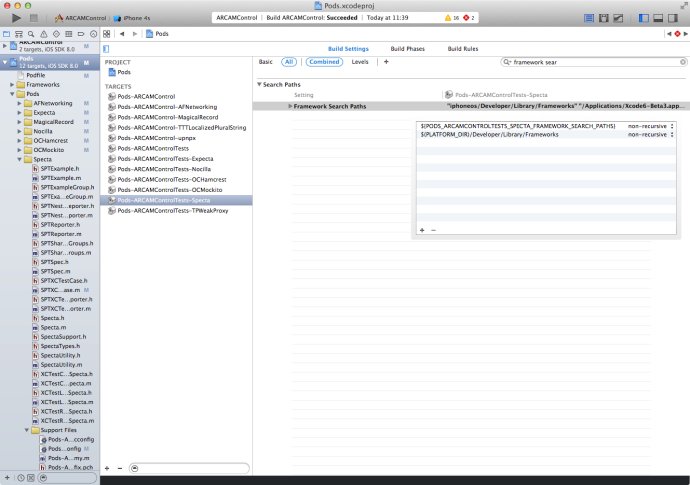 Pods.xcodeproj
ARCAMControl
iPhone 4s
ARCAMControl | Build ARCAMControl: Succeeded | Today at 11:39
16
2
ARCAMControl
2 targets, iOS SDK 8.0
Pods
12 targets, iOS SDK 8.0
Podfile
Frameworks
Pods
AFNetworking
Expecta
MagicalRecord
Nocilla
OCHamcrest
OCMockito
Specta
SPTExample.h
SPTExample.m
SPTExampleGroup.h
SPTExa...eGroup.m M
SPTNest...eporter.h
SPTNest...porter.m
SPTReporter.h
SPTReporter.m
SPTShar...Groups.h
SPTShar...roups.m
SPTSpec.h
SPTSpec.m
SPTXCTestCase.h
SPTXC...ase.m M
SPTXCTe...porter.h
SPTXCTe...orter.m
Specta.h
Specta.m
SpectaSupport.h
SpectaTypes.h
SpectaUtility.h
SpectaUtility.m
XCTestC...Specta.h
XCTestC...pecta.m
XCTestL...Specta.h
XCTestL...Specta.m
XCTestR...Specta.h
XCTestR...Specta.m
Support Files
Pods-A...cconfig
Pods...onfig M
Pods-A...my.m
Pods-A...fix.pch
Pods
PROJECT
Pods
TARGETS
Pods-ARCAMControl
Pods-ARCAMControl-AFNetworking
Pods-ARCAMControl-MagicalRecord
Pods-ARCAMControl-TTTLocalizedPluralString
Pods-ARCAMControl-upnpx
Pods-ARCAMControlTests
Pods-ARCAMControlTests-Expecta
Pods-ARCAMControlTests-Nocilla
Pods-ARCAMControlTests-OCHamcrest
Pods-ARCAMControlTests-OCMockito
Pods-ARCAMControlTests-Specta
Pods-ARCAMControlTests-TPWeakProxy
Build Settings Build Phases Build Rules
Basic All Combined Levels + framework sear
Search Paths
Setting Pods-ARCAMControlTests-Specta
Framework Search Paths "iphoneos/Developer/Library/Frameworks" "/Applications/Xcode6-Beta3.app...
$(PODS_ARCAMCONTROLTESTS_SPECTA_FRAMEWORK_SEARCH_PATHS) non-recursive
$(PLATFORM_DIR)/Developer/Library/Frameworks non-recursive